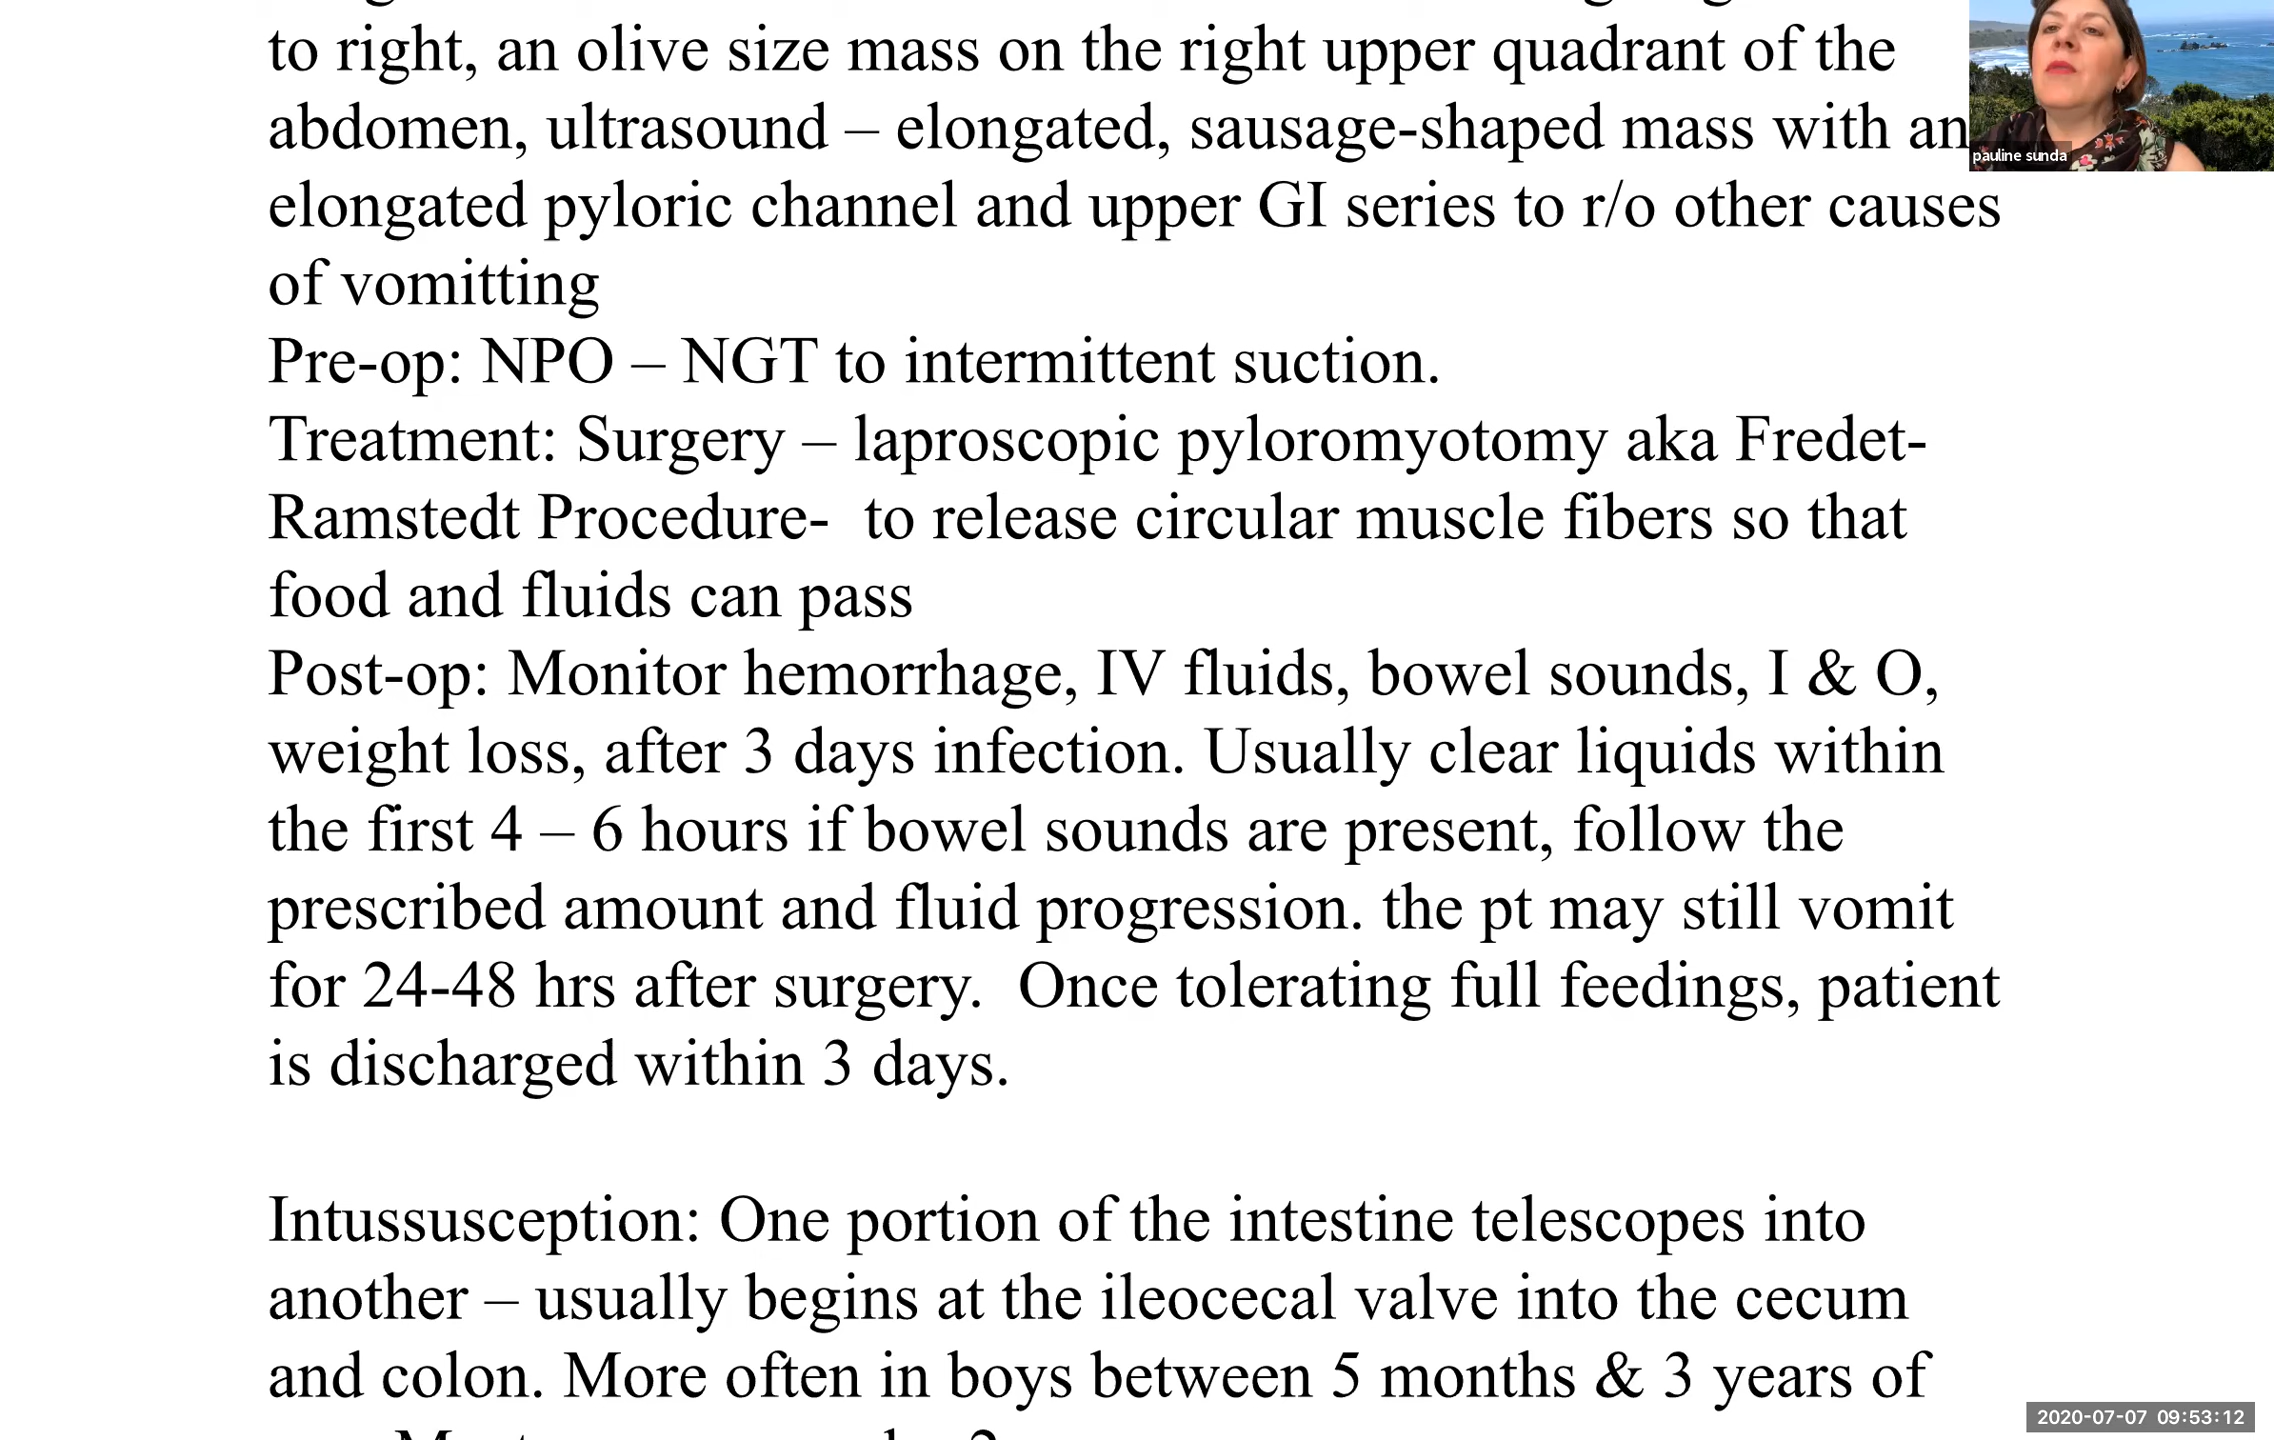 to right, an olive size mass on the right upper quadrant of the
abdomen, ultrasound – elongated, sausage-shaped mass with an
pauline sunda
elongated pyloric channel and upper GI series to r/o other causes
of vomitting
Pre-op: NPO – NGT to intermittent suction.
Treatment: Surgery – laproscopic pyloromyotomy aka Fredet-
Ramstedt Procedure-  to release circular muscle fibers so that
food and fluids can pass
Post-op: Monitor hemorrhage, IV fluids, bowel sounds, I & O,
weight loss, after 3 days infection. Usually clear liquids within
the first 4 – 6 hours if bowel sounds are present, follow the
prescribed amount and fluid progression. the pt may still vomit
for 24-48 hrs after surgery.  Once tolerating full feedings, patient
is discharged within 3 days.
Intussusception: One portion of the intestine telescopes into
another – usually begins at the ileocecal valve into the cecum
and colon. More often in boys between 5 months & 3 years of
2020-07-07 09:53:12